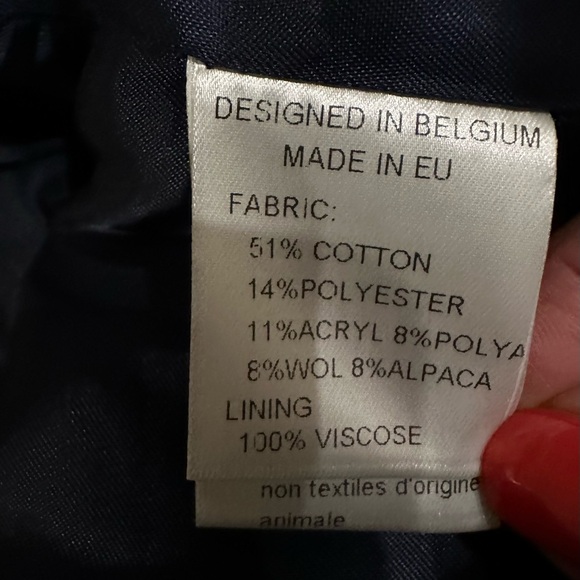 DESIGNED IN BELGIUM
MADE IN EU
FABRIC:
51% COTTON
14%POLYESTER
11%ACRYL 8%POLYA
8%WOL 8%ALPACA
LINING
100% VISCOSE
non textiles d'origine
animale